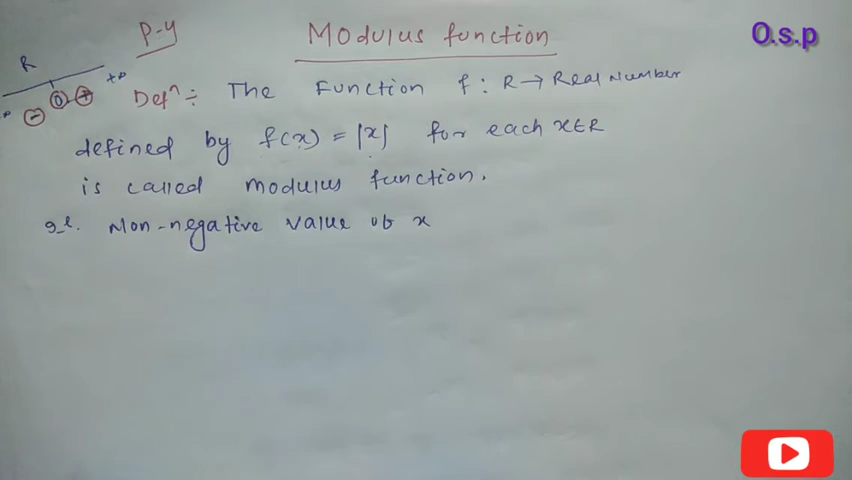 P-4
Modulus function
O.s.p
R
+∞
- 0 +
Defn ÷ The Function f : R → Real Number
defined by f(x) = |x| for each x∈R
is called modulus function.
i.e. Non-negative value of x